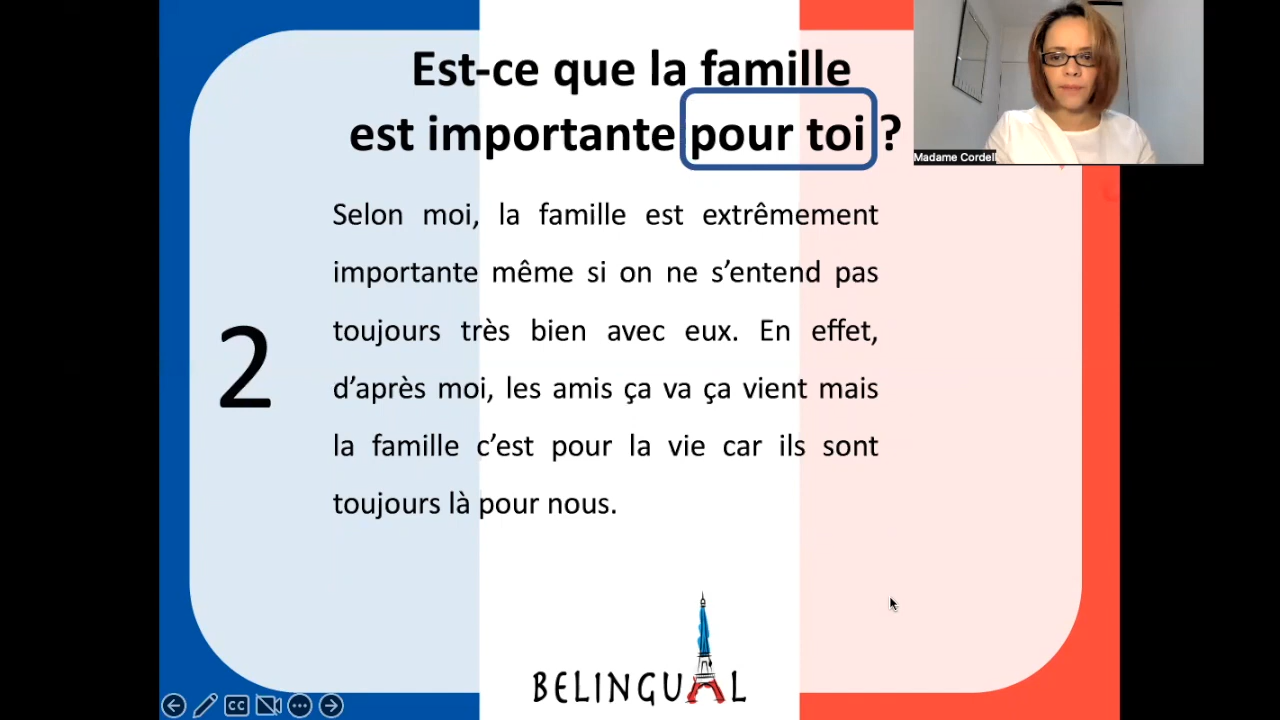 Est-ce que la famille
est importante pour toi ?
Madame Cordell
Selon moi, la famille est extrêmement
importante même si on ne s’entend pas
toujours très bien avec eux. En effet,
d’après moi, les amis ça va ça vient mais
la famille c’est pour la vie car ils sont
toujours là pour nous.
2
BELINGUAL
CC